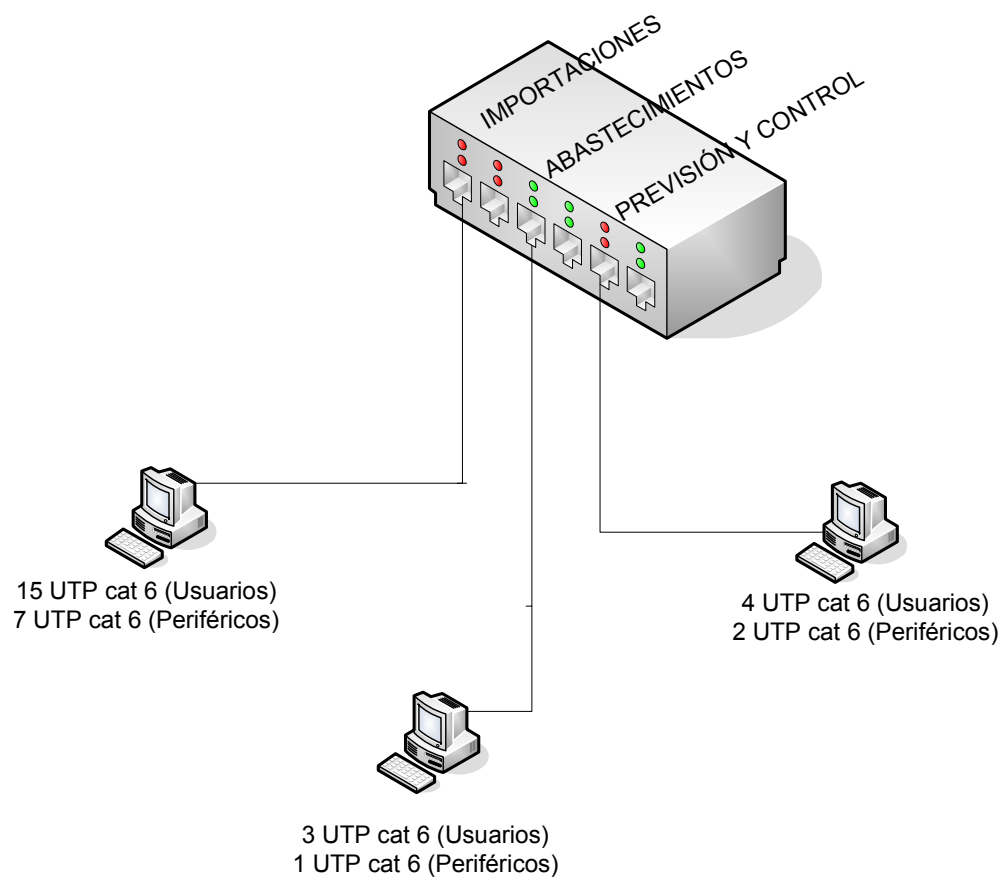 IMPORTACIONES
ABASTECIMIENTOS
PREVISIÓN Y CONTROL
15 UTP cat 6 (Usuarios)
7 UTP cat 6 (Periféricos)
4 UTP cat 6 (Usuarios)
2 UTP cat 6 (Periféricos)
3 UTP cat 6 (Usuarios)
1 UTP cat 6 (Periféricos)